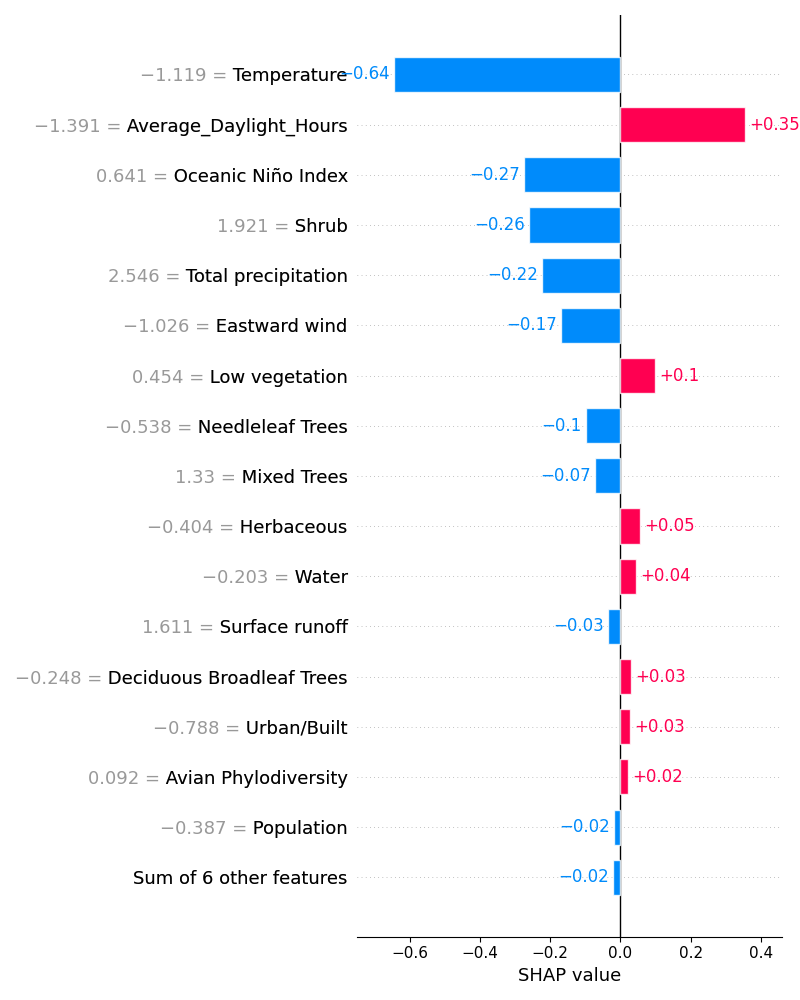 −1.119 = Temperature −0.64
−1.391 = Average_Daylight_Hours +0.35
0.641 = Oceanic Niño Index −0.27
1.921 = Shrub −0.26
2.546 = Total precipitation −0.22
−1.026 = Eastward wind −0.17
0.454 = Low vegetation +0.1
−0.538 = Needleleaf Trees −0.1
1.33 = Mixed Trees −0.07
−0.404 = Herbaceous +0.05
−0.203 = Water +0.04
1.611 = Surface runoff −0.03
−0.248 = Deciduous Broadleaf Trees +0.03
−0.788 = Urban/Built +0.03
0.092 = Avian Phylodiversity +0.02
−0.387 = Population −0.02
Sum of 6 other features −0.02
−0.6 −0.4 −0.2 0.0 0.2 0.4
SHAP value